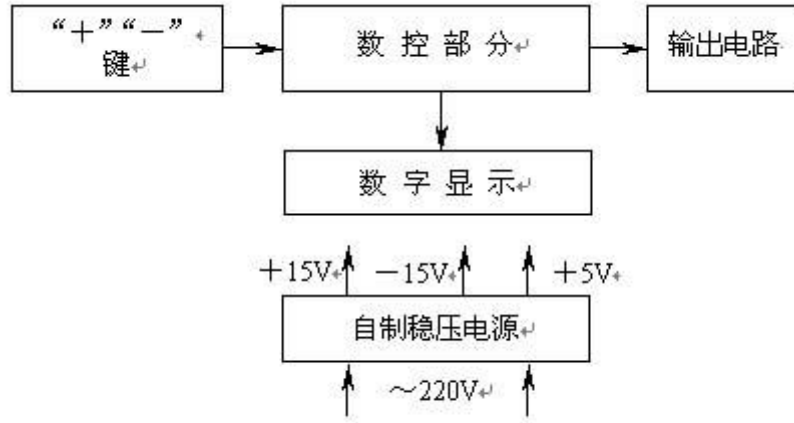 “＋”“－”
键
数 控 部 分
输出电路
数 字 显 示
＋15V
－15V
＋5V
自制稳压电源
～220V